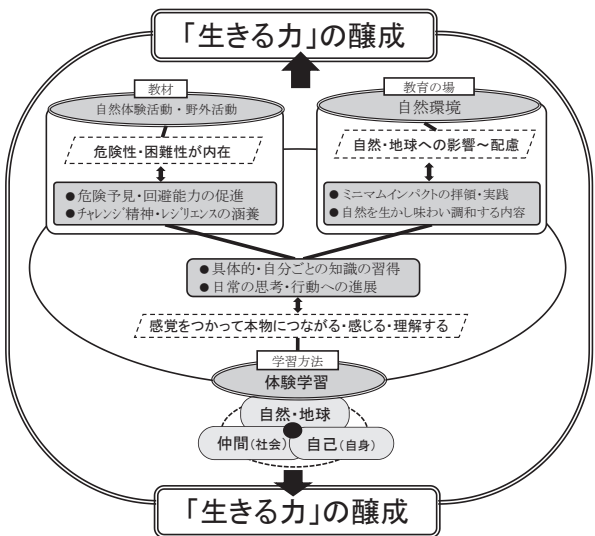 「生きる力」の醸成
教材
自然体験活動・野外活動
危険性・困難性が内在
●危険予見・回避能力の促進
●チャレンジ精神・レジリエンスの涵養
教育の場
自然環境
自然・地球への影響～配慮
●ミニマムインパクトの拝領・実践
●自然を生かし味わい調和する内容
●具体的・自分ごとの知識の習得
●日常の思考・行動への進展
感覚をつかって本物につながる・感じる・理解する
学習方法
体験学習
自然・地球
仲間(社会)
自己(自身)
「生きる力」の醸成